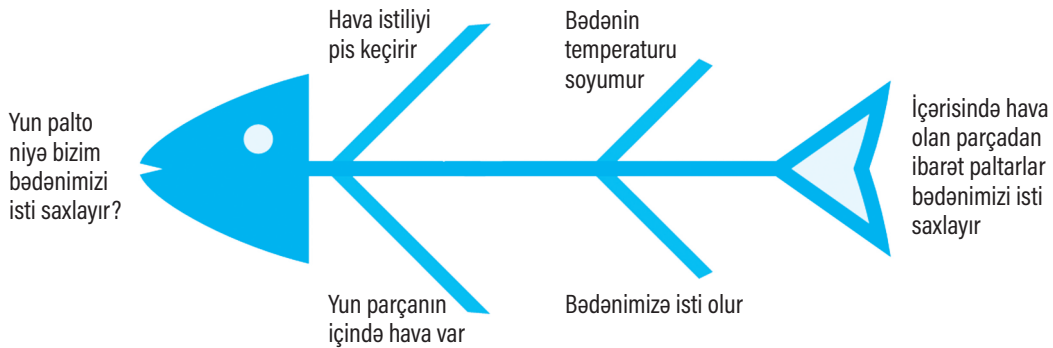 Yun palto
niyə bizim
bədənimizi
isti saxlayır?
Hava istiliyi
pis keçirir
Yun parçanın
içində hava var
Bədənin
temperaturu
soyumur
Bədənimizə isti olur
İçərisində hava
olan parçadan
ibarət paltarlar
bədənimizi isti
saxlayır